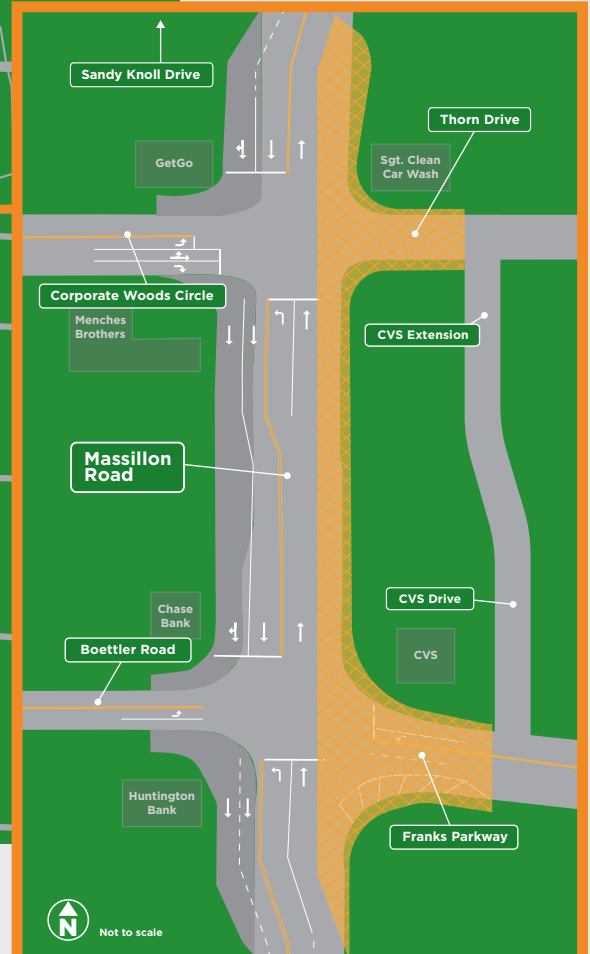 Sandy Knoll Drive
Thorn Drive
GetGo
Sgt. Clean
Car Wash
Corporate Woods Circle
Menches
Brothers
CVS Extension
Massillon
Road
Chase
Bank
CVS Drive
Boettler Road
CVS
Huntington
Bank
Franks Parkway
N
Not to scale